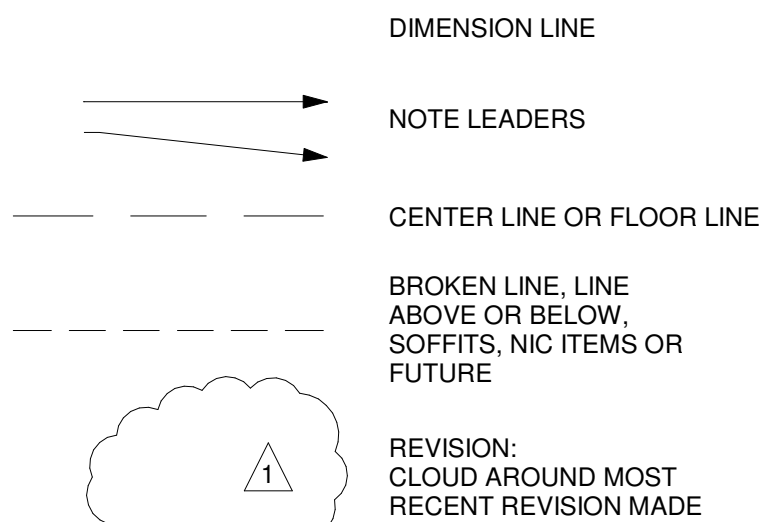 DIMENSION LINE
NOTE LEADERS
CENTER LINE OR FLOOR LINE
BROKEN LINE, LINE
ABOVE OR BELOW,
SOFFITS, NIC ITEMS OR
FUTURE
1
REVISION:
CLOUD AROUND MOST
RECENT REVISION MADE